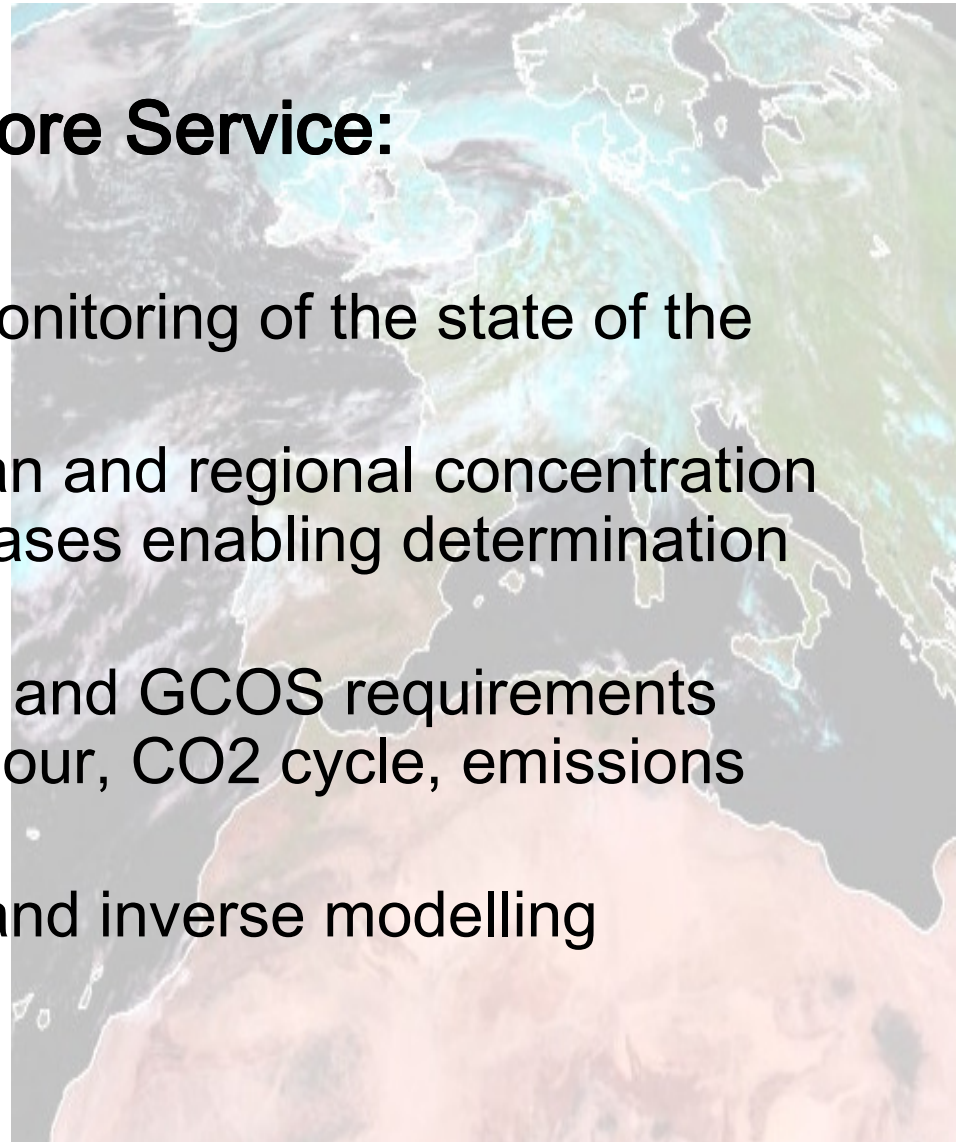 ore Service:
onitoring of the state of the
an and regional concentration
ases enabling determination
and GCOS requirements
our, CO2 cycle, emissions
and inverse modelling